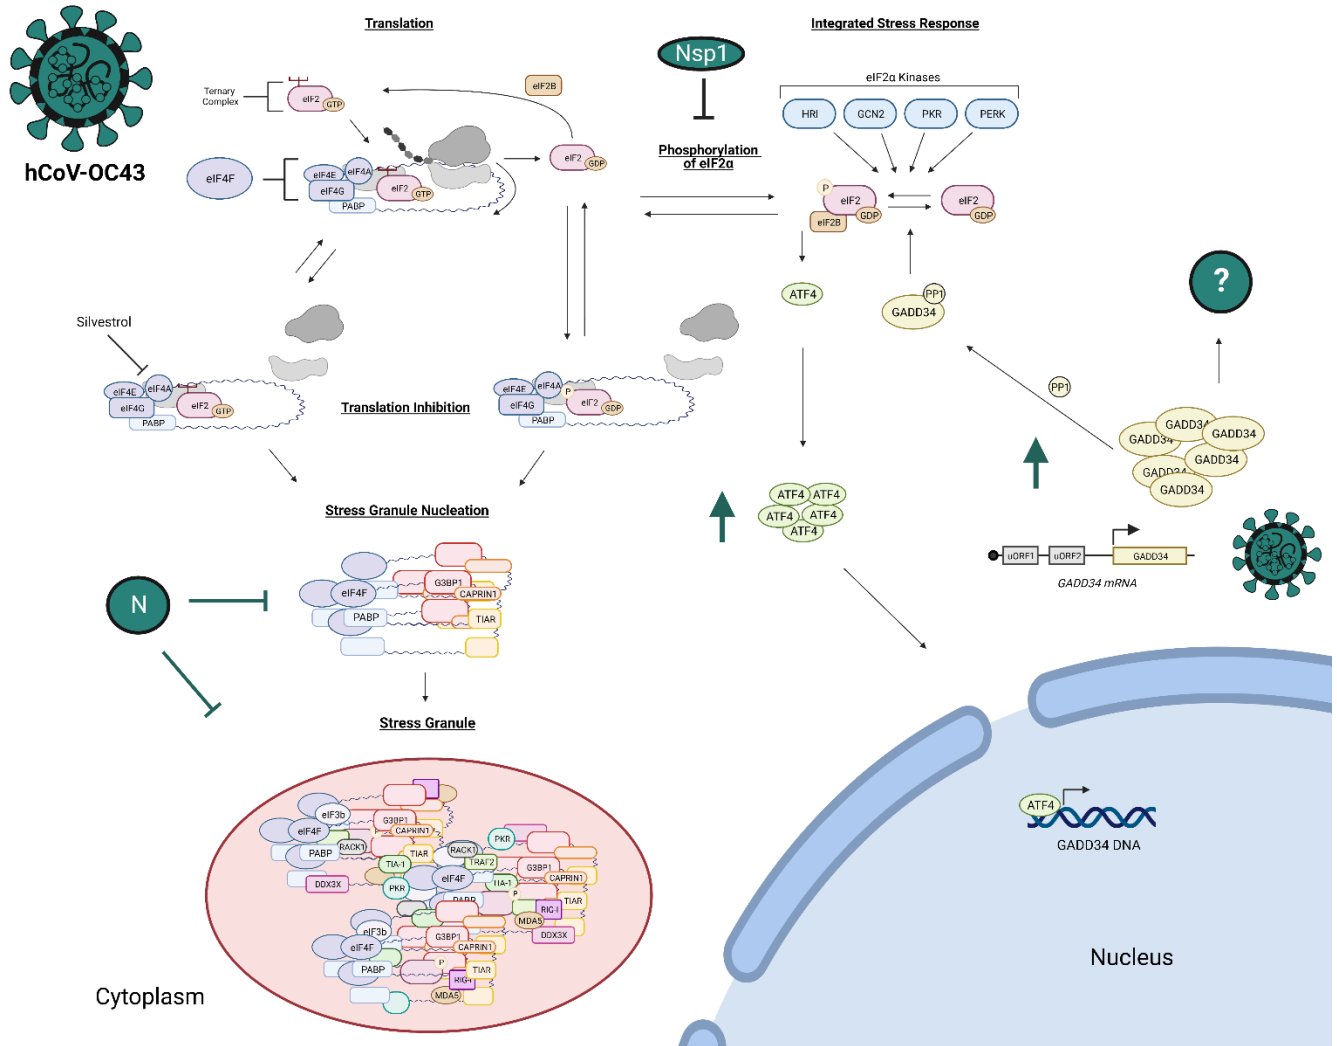 hCoV-OC43
Translation
Ternary
Complex
eIF2
GTP
eIF2B
eIF4F
eIF4E
eIF4A
eIF4G
eIF2
GTP
PABP
eIF2
GDP
Nsp1
Integrated Stress Response
eIF2α Kinases
HRI
GCN2
PKR
PERK
Phosphorylation
of eIF2α
P
eIF2
GDP
eIF2B
eIF2
GDP
ATF4
PP1
GADD34
?
Silvestrol
eIF4E
eIF4A
eIF4G
eIF2
GTP
PABP
Translation Inhibition
eIF4E
eIF4A
P
eIF4G
eIF2
GDP
PABP
PP1
GADD34
GADD34
GADD34
GADD34
GADD34
GADD34
ATF4
ATF4
ATF4
ATF4
ATF4
uORF1
uORF2
GADD34
GADD34 mRNA
Stress Granule Nucleation
G3BP1
eIF4F
CAPRIN1
PABP
TIAR
N
Stress Granule
eIF3b
G3BP1
eIF4F
P
CAPRIN1
RACK1
PABP
TIAR
TIA-1
DDX3X
PKR
PKR
RACK1
TRAF2
G3BP1
eIF4F
TIA-1
CAPRIN1
PABP
P
TIAR
RIG-I
MDA5
DDX3X
eIF3b
G3BP1
eIF4F
CAPRIN1
P
PABP
TIAR
RIG-I
MDA5
Cytoplasm
ATF4
GADD34 DNA
Nucleus